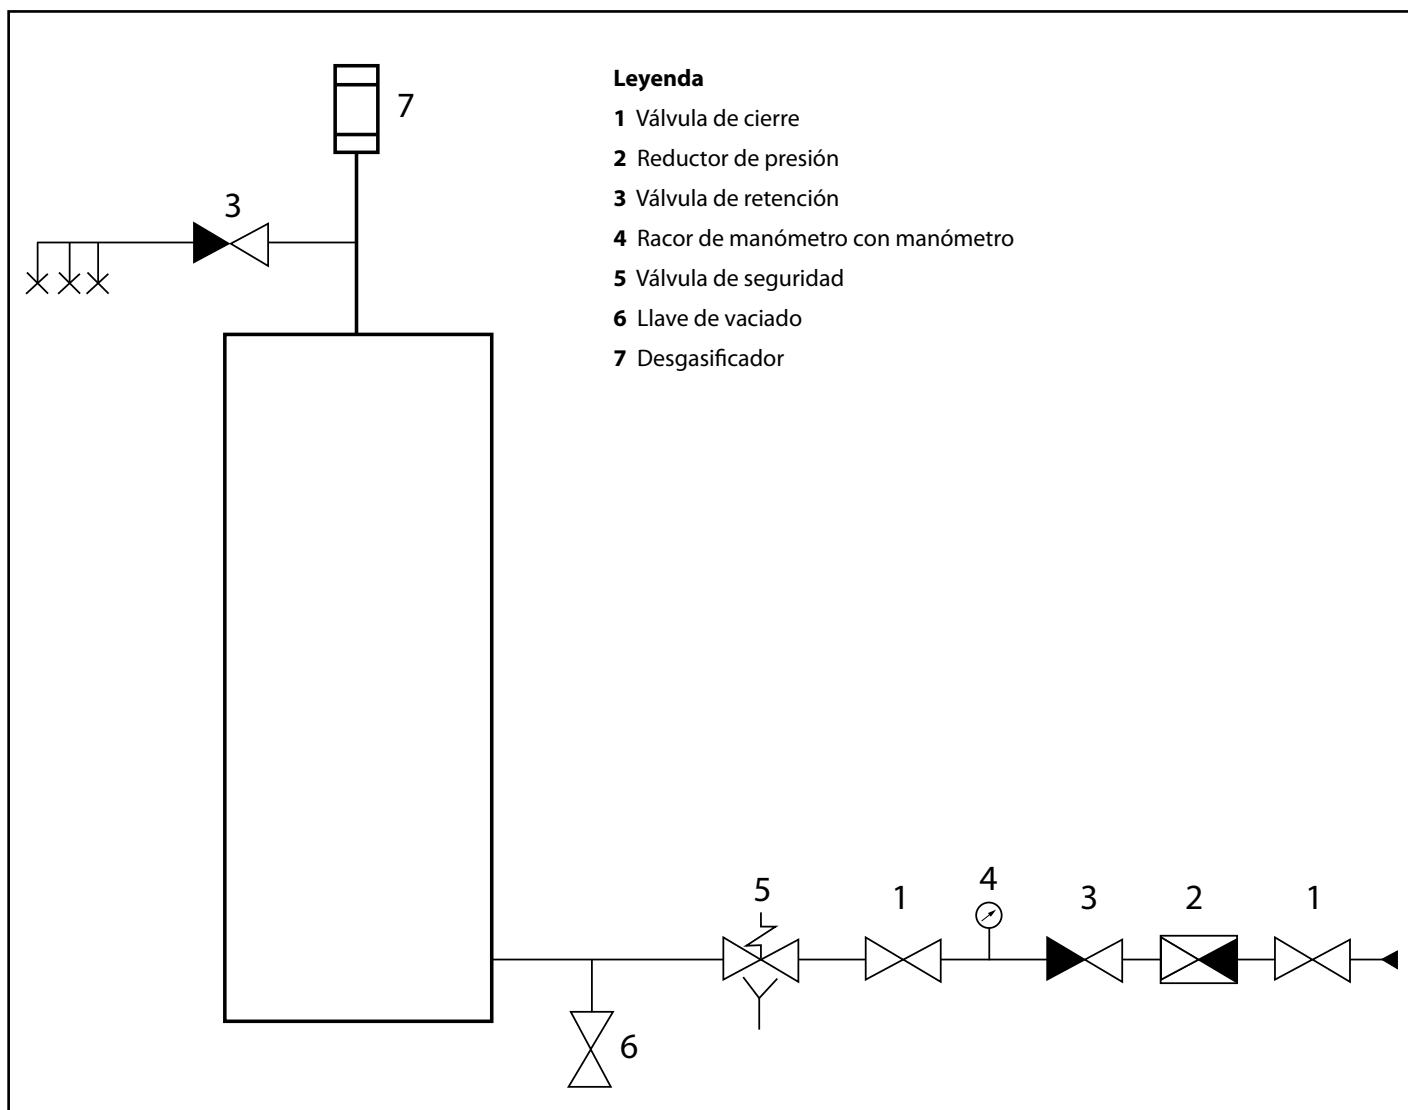 Leyenda
1 Válvula de cierre
2 Reductor de presión
3 Válvula de retención
4 Racor de manómetro con manómetro
5 Válvula de seguridad
6 Llave de vaciado
7 Desgasificador
7
3
5
1
4
3
2
1
6